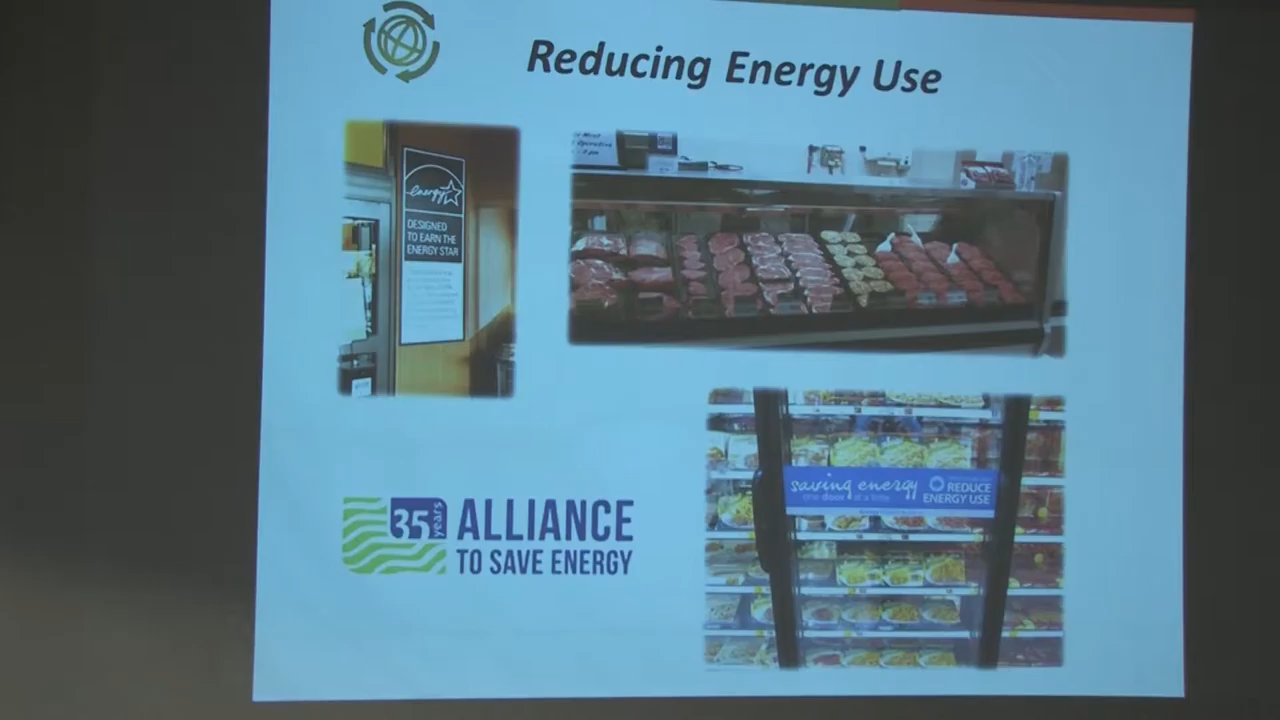 Reducing Energy Use
energy
DESIGNED
TO EARN THE
ENERGY STAR
35 years
ALLIANCE
TO SAVE ENERGY
saving energy
one door at a time
REDUCE
ENERGY USE